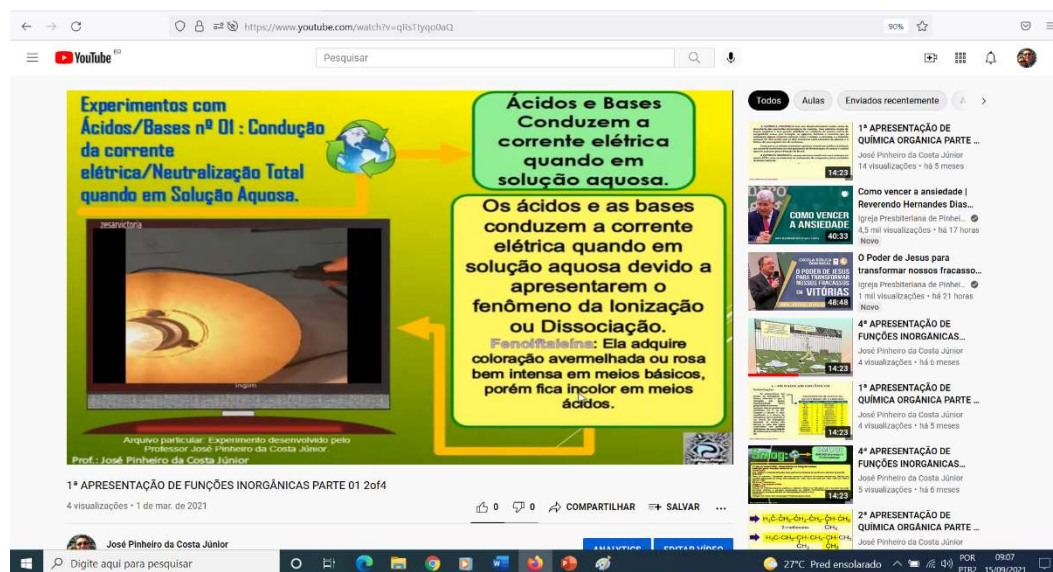 https://www.youtube.com/watch?v=qRsTtyqo0aQ
90%
YouTube BR
Pesquisar
Experimentos com
Ácidos/Bases nº 01 : Condução
da corrente
elétrica/Neutralização Total
quando em Solução Aquosa.
zesanvictoria
Arquivo particular: Experimento desenvolvido pelo
Professor José Pinheiro da Costa Júnior.
Prof.: José Pinheiro da Costa Júnior
Ácidos e Bases
Conduzem a
corrente elétrica
quando em
solução aquosa.
Os ácidos e as bases
conduzem a corrente
elétrica quando em
solução aquosa devido a
apresentarem o
fenômeno da Ionização
ou Dissociação.
Fenolftaleína: Ela adquire
coloração avermelhada ou rosa
bem intensa em meios básicos,
porém fica incolor em meios
ácidos.
1ª APRESENTAÇÃO DE FUNÇÕES INORGÂNICAS PARTE 01 2of4
4 visualizações • 1 de mar. de 2021
0 0 COMPARTILHAR SALVAR ...
José Pinheiro da Costa Júnior
ANALYTICS EDITAR VÍDEO
Todos Aulas Enviados recentemente A
14:23
1ª APRESENTAÇÃO DE
QUÍMICA ORGÂNICA PARTE ...
José Pinheiro da Costa Júnior
14 visualizações • há 5 meses
COMO VENCER
A ANSIEDADE
40:33
Como vencer a ansiedade |
Reverendo Hernandes Dias...
Igreja Presbiteriana de Pinhei...
4,5 mil visualizações • há 17 horas
Novo
O PODER DE JESUS
PARA TRANSFORMAR
NOSSOS FRACASSOS
EM VITÓRIAS
48:48
O Poder de Jesus para
transformar nossos fracasso...
Igreja Presbiteriana de Pinhei...
1 mil visualizações • há 21 horas
Novo
14:23
4ª APRESENTAÇÃO DE
FUNÇÕES INORGÂNICAS...
José Pinheiro da Costa Júnior
4 visualizações • há 6 meses
14:23
1ª APRESENTAÇÃO DE
QUÍMICA ORGÂNICA PARTE ...
José Pinheiro da Costa Júnior
4 visualizações • há 5 meses
14:23
4ª APRESENTAÇÃO DE
FUNÇÕES INORGÂNICAS...
José Pinheiro da Costa Júnior
5 visualizações • há 6 meses
2ª APRESENTAÇÃO DE
QUÍMICA ORGÂNICA PARTE ...
José Pinheiro da Costa Júnior
Digite aqui para pesquisar
27°C Pred ensolarado
POR
PTB2
09:07
15/09/2021